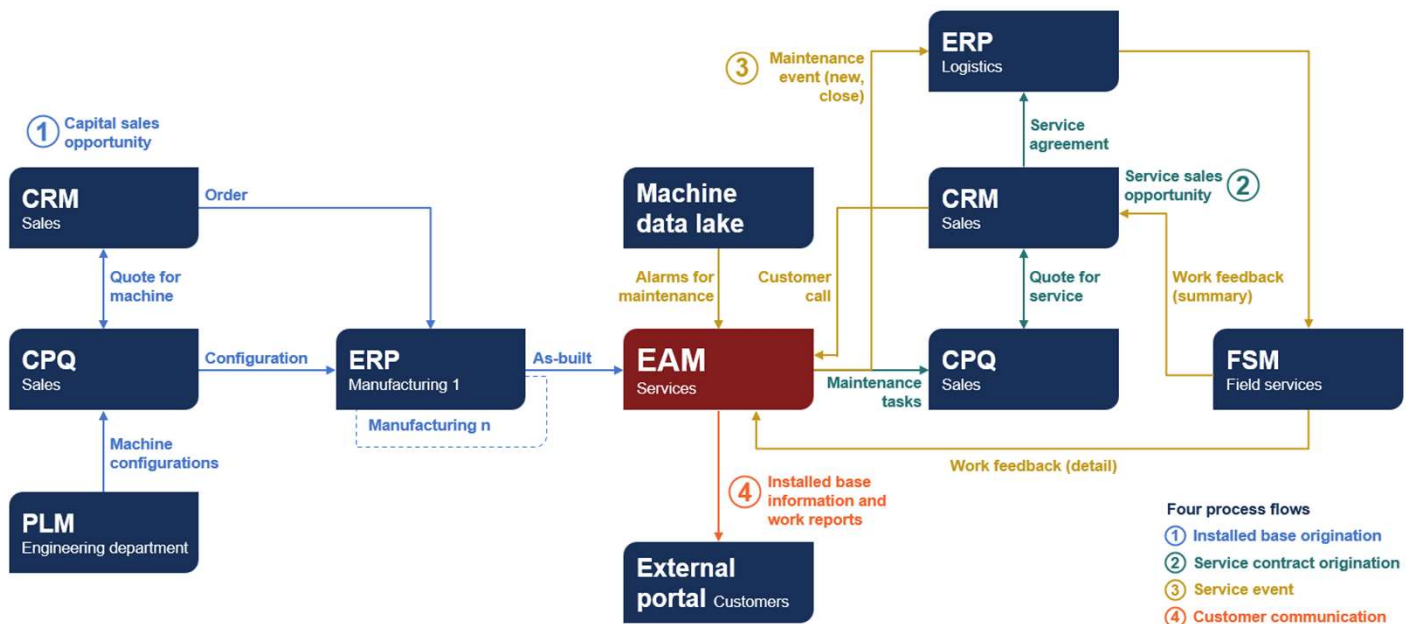 1 Capital sales
opportunity
CRM
Sales
Order
Quote for
machine
CPQ
Sales
Configuration
ERP
Manufacturing 1
Manufacturing n
As-built
Machine
configurations
PLM
Engineering department
Machine
data lake
Alarms for
maintenance
Customer
call
EAM
Services
3 Maintenance
event (new,
close)
ERP
Logistics
Service
agreement
CRM
Sales
Service sales
opportunity 2
Quote for
service
Work feedback
(summary)
Maintenance
tasks
CPQ
Sales
FSM
Field services
Work feedback (detail)
4 Installed base
information and
work reports
External
portal Customers
Four process flows
1 Installed base origination
2 Service contract origination
3 Service event
4 Customer communication